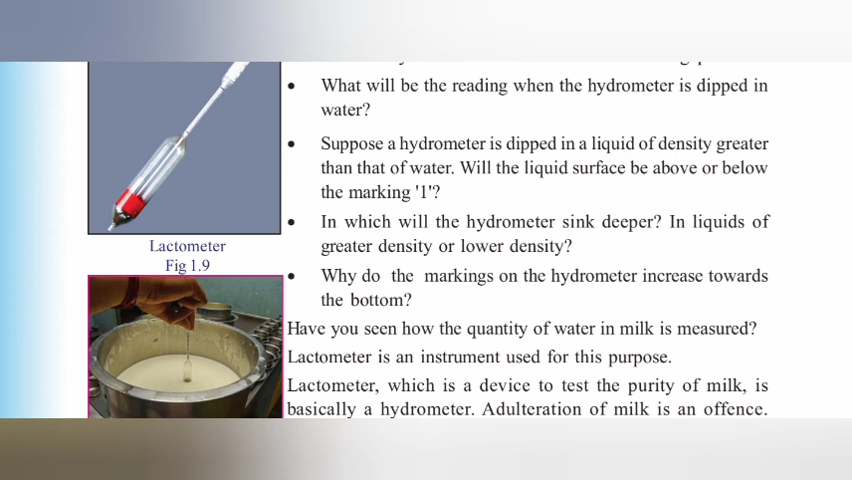 • What will be the reading when the hydrometer is dipped in
water?
• Suppose a hydrometer is dipped in a liquid of density greater
than that of water. Will the liquid surface be above or below
the marking '1'?
• In which will the hydrometer sink deeper? In liquids of
greater density or lower density?
• Why do the markings on the hydrometer increase towards
the bottom?
Lactometer
Fig 1.9
Have you seen how the quantity of water in milk is measured?
Lactometer is an instrument used for this purpose.
Lactometer, which is a device to test the purity of milk, is
basically a hydrometer. Adulteration of milk is an offence.